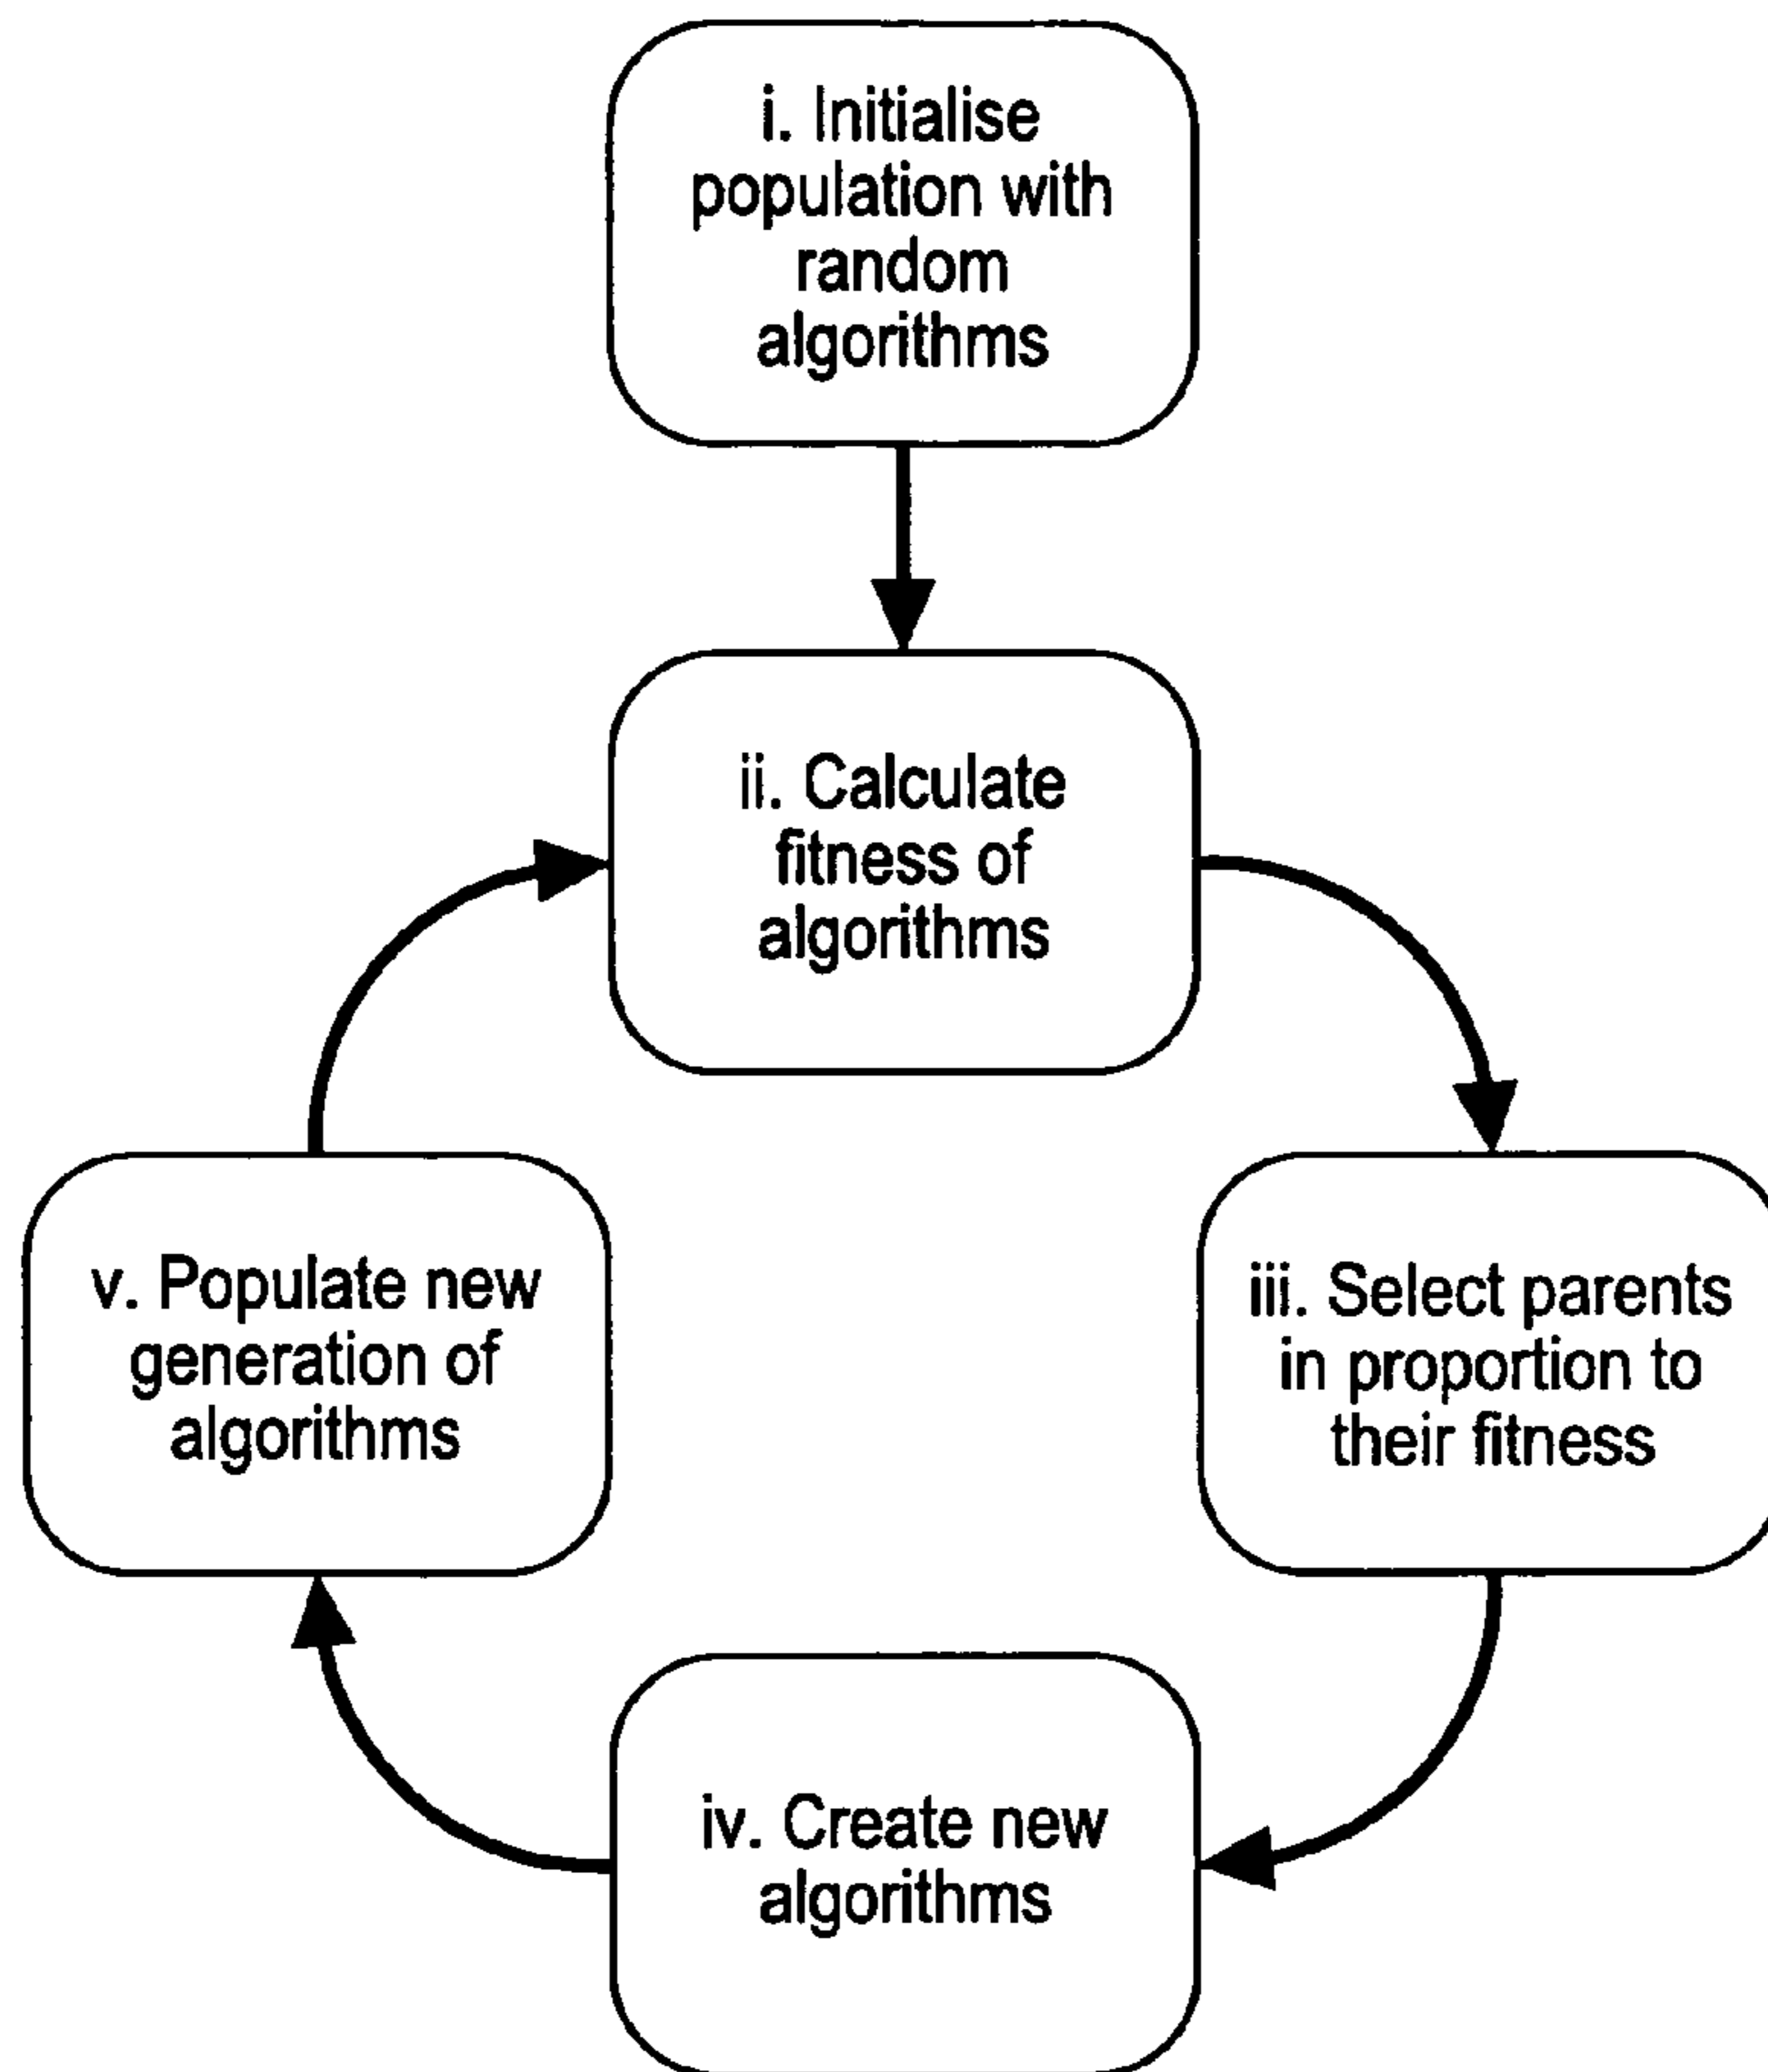 i. Initialise
population with
random
algorithms
ii. Calculate
fitness of
algorithms
iii. Select parents
in proportion to
their fitness
iv. Create new
algorithms
v. Populate new
generation of
algorithms